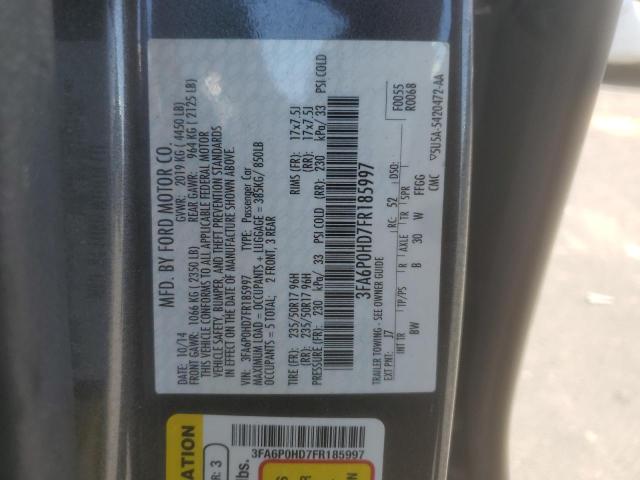 MFD. BY FORD MOTOR CO.
DATE: 10/14 GVWR: 2019 KG ( 4450 LB)
FRONT GAWR: 1066 KG ( 2350 LB) REAR GAWR: 964 KG ( 2125 LB)
THIS VEHICLE CONFORMS TO ALL APPLICABLE FEDERAL MOTOR
VEHICLE SAFETY, BUMPER, AND THEFT PREVENTION STANDARDS
IN EFFECT ON THE DATE OF MANUFACTURE SHOWN ABOVE.
VIN: 3FA6P0HD7FR185997 TYPE: Passenger Car
MAXIMUM LOAD = OCCUPANTS + LUGGAGE = 385KG/ 850LB
OCCUPANTS = 5 TOTAL: 2 FRONT, 3 REAR
TIRE (FR): 235/50R17 96H RIMS (FR): 17x7.5J
(RR): 235/50R17 96H (RR): 17x7.5J
PRESSURE (FR): 230 kPa/ 33 PSI COLD (RR): 230 kPa/ 33 PSI COLD
3FA6P0HD7FR185997
F0055
R0068
TRAILER TOWING - SEE OWNER GUIDE
EXT PNT: J7 RC: 52 DSO:
INT TR TP/PS R AXLE TR SPR
BW B 30 W FFGG
CMC
5U5A-5420472-AA
3FA6P0HD7FR185997
3
lbs.